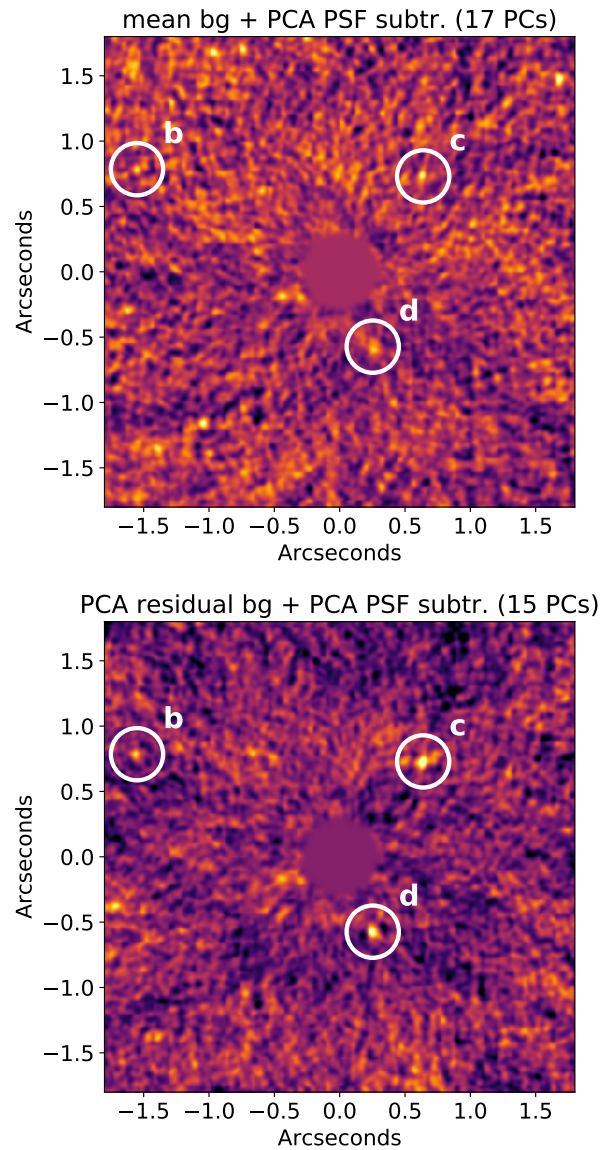 mean bg + PCA PSF subtr. (17 PCs)
1.5
b
1.0
c
0.5
0.0
Arcseconds
d
−0.5
−1.0
−1.5
−1.5 −1.0 −0.5 0.0 0.5 1.0 1.5
Arcseconds
PCA residual bg + PCA PSF subtr. (15 PCs)
1.5
b
c
1.0
0.5
0.0
Arcseconds
d
−0.5
−1.0
−1.5
−1.5 −1.0 −0.5 0.0 0.5 1.0 1.5
Arcseconds